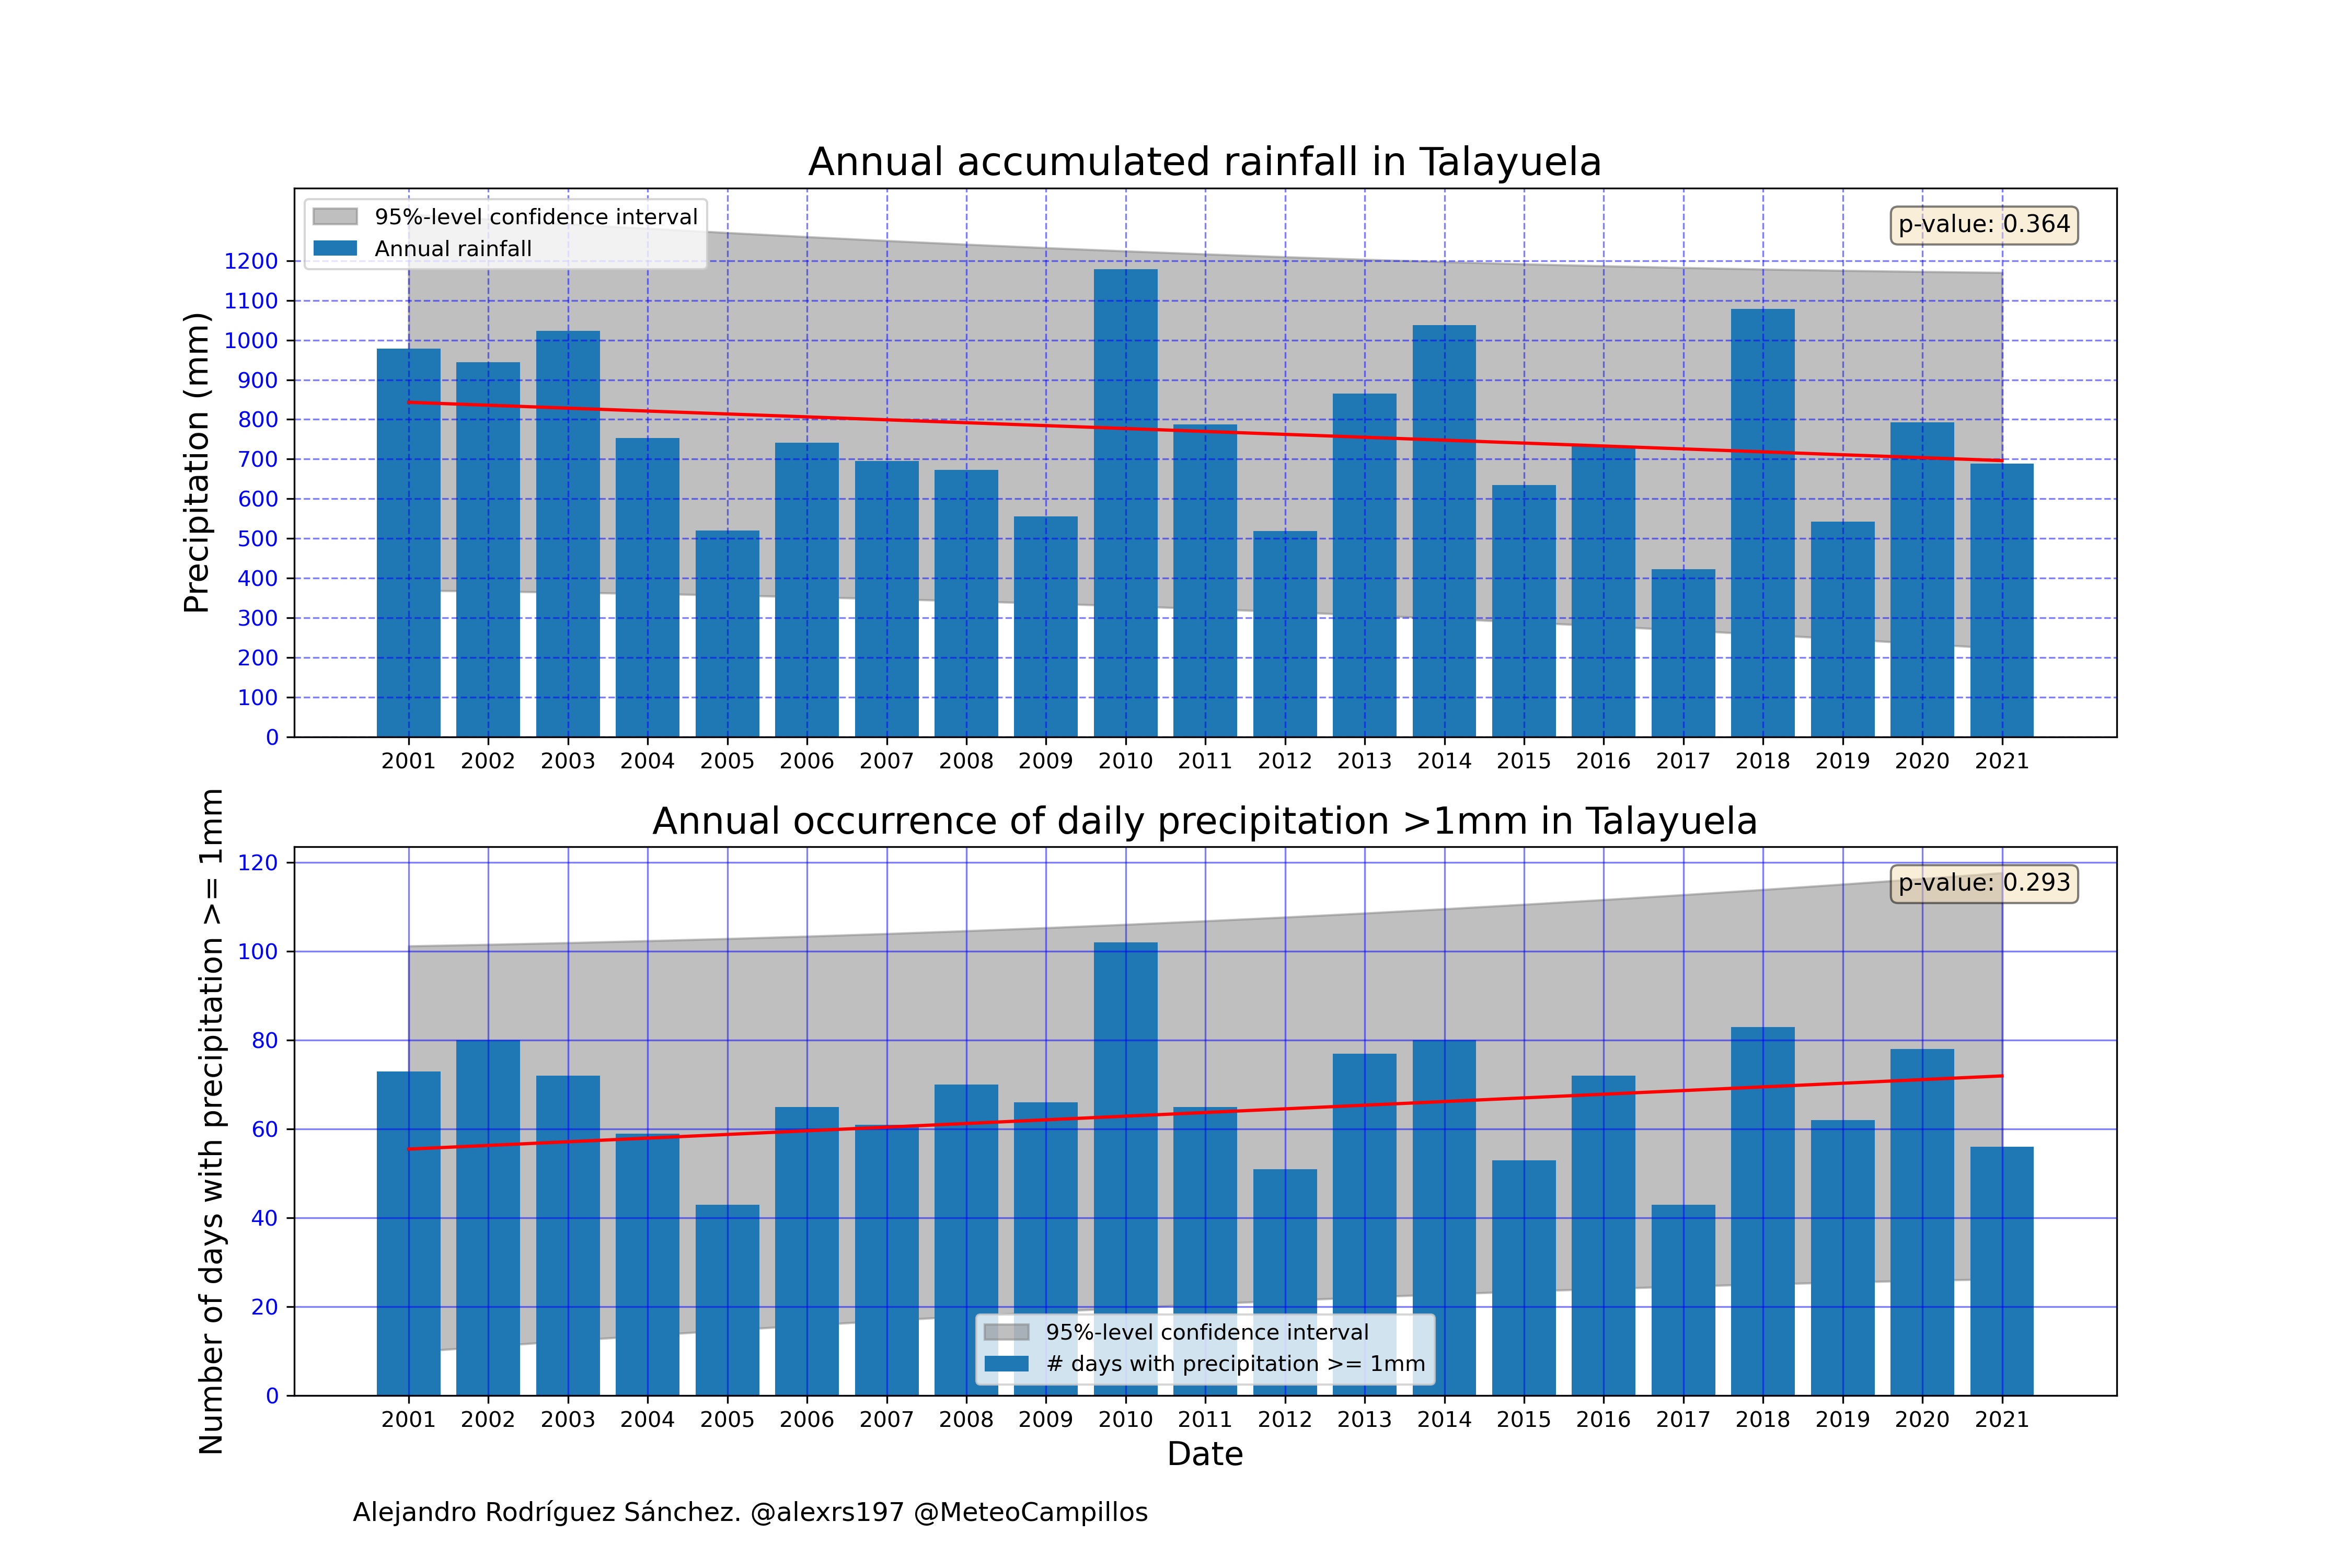 Annual accumulated rainfall in Talayuela
95%-level confidence interval
Annual rainfall
p-value: 0.364
Precipitation (mm)
1200
1100
1000
900
800
700
600
500
400
300
200
100
0
2001 2002 2003 2004 2005 2006 2007 2008 2009 2010 2011 2012 2013 2014 2015 2016 2017 2018 2019 2020 2021
Annual occurrence of daily precipitation >1mm in Talayuela
p-value: 0.293
Number of days with precipitation >= 1mm
120
100
80
60
40
20
0
95%-level confidence interval
# days with precipitation >= 1mm
2001 2002 2003 2004 2005 2006 2007 2008 2009 2010 2011 2012 2013 2014 2015 2016 2017 2018 2019 2020 2021
Date
Alejandro Rodríguez Sánchez. @alexrs197 @MeteoCampillos